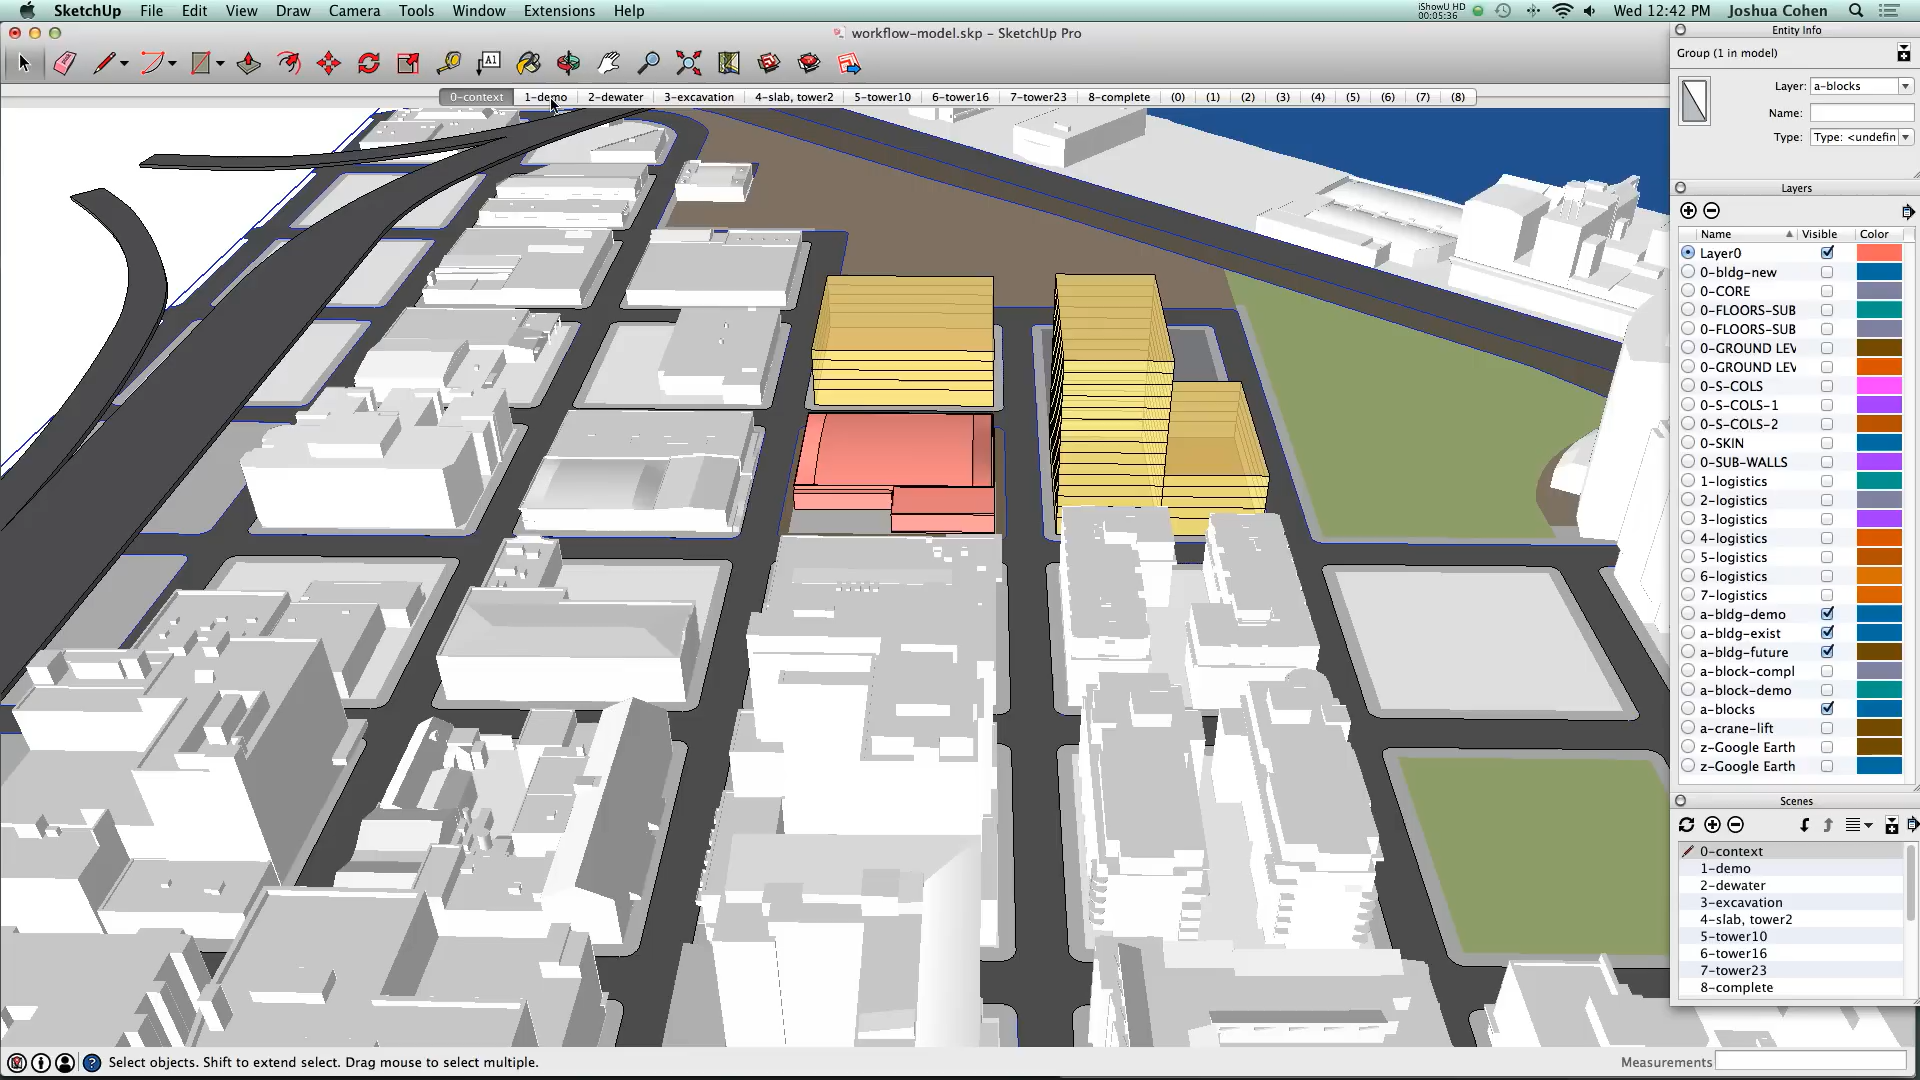 SketchUp File Edit View Draw Camera Tools Window Extensions Help
iShowU HD
00:05:36
Wed 12:42 PM Joshua Cohen
workflow-model.skp – SketchUp Pro
A1
0-context 1-demo 2-dewater 3-excavation 4-slab, tower2 5-tower10 6-tower16 7-tower23 8-complete (0) (1) (2) (3) (4) (5) (6) (7) (8)
Entity Info
Group (1 in model)
Layer: a-blocks
Name:
Type: Type: <undefin
Layers
Name Visible Color
Layer0
0-bldg-new
0-CORE
0-FLOORS-SUB
0-FLOORS-SUB
0-GROUND LEV
0-GROUND LEV
0-S-COLS
0-S-COLS-1
0-S-COLS-2
0-SKIN
0-SUB-WALLS
1-logistics
2-logistics
3-logistics
4-logistics
5-logistics
6-logistics
7-logistics
a-bldg-demo
a-bldg-exist
a-bldg-future
a-block-compl
a-block-demo
a-blocks
a-crane-lift
z-Google Earth
z-Google Earth
Scenes
0-context
1-demo
2-dewater
3-excavation
4-slab, tower2
5-tower10
6-tower16
7-tower23
8-complete
Select objects. Shift to extend select. Drag mouse to select multiple.
Measurements